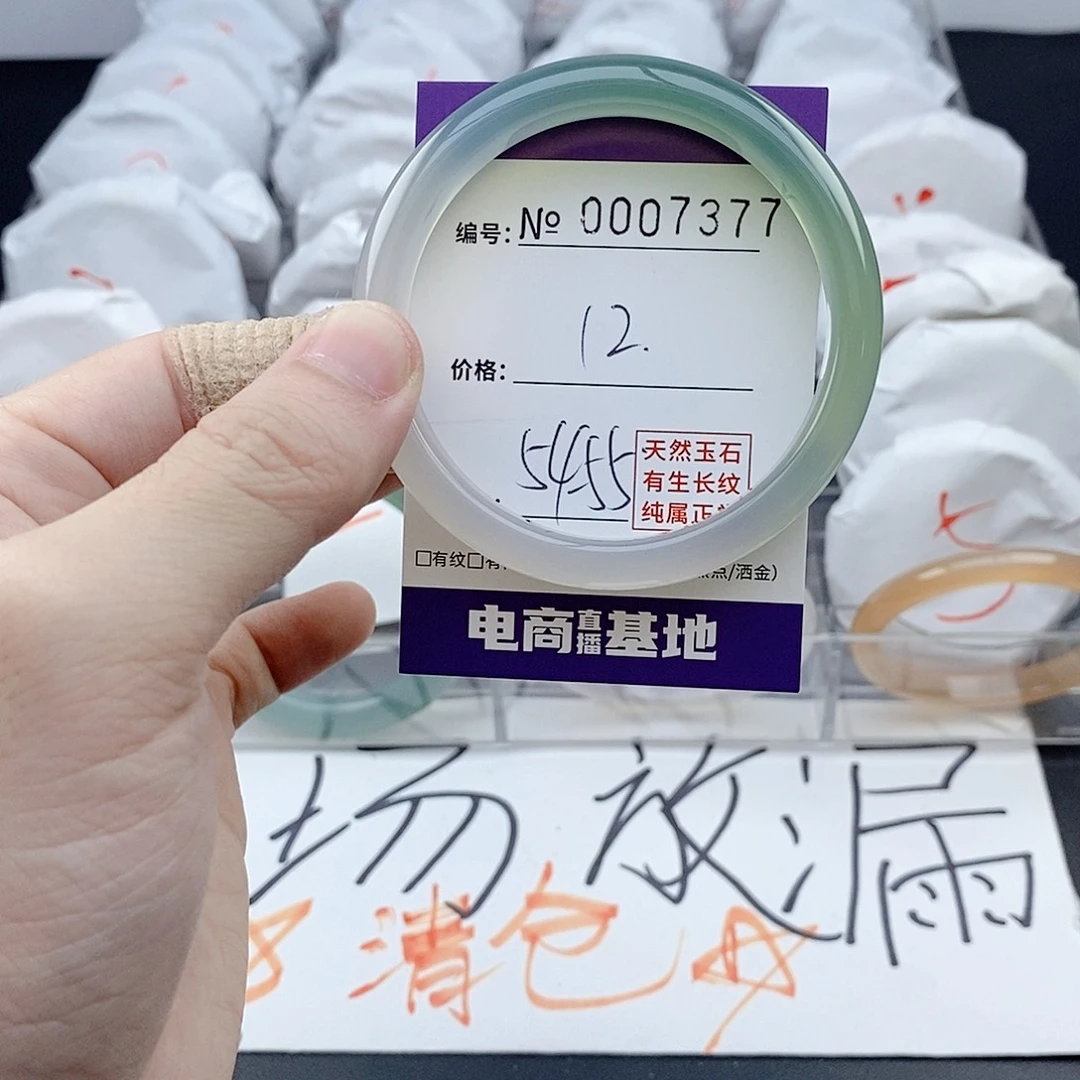 编号: № 0007377
价格: 12.
5455
天然玉石
有生长纹
纯属正
□有纹□有
点/洒金）
电商直播基地
场放漏
清仓
七